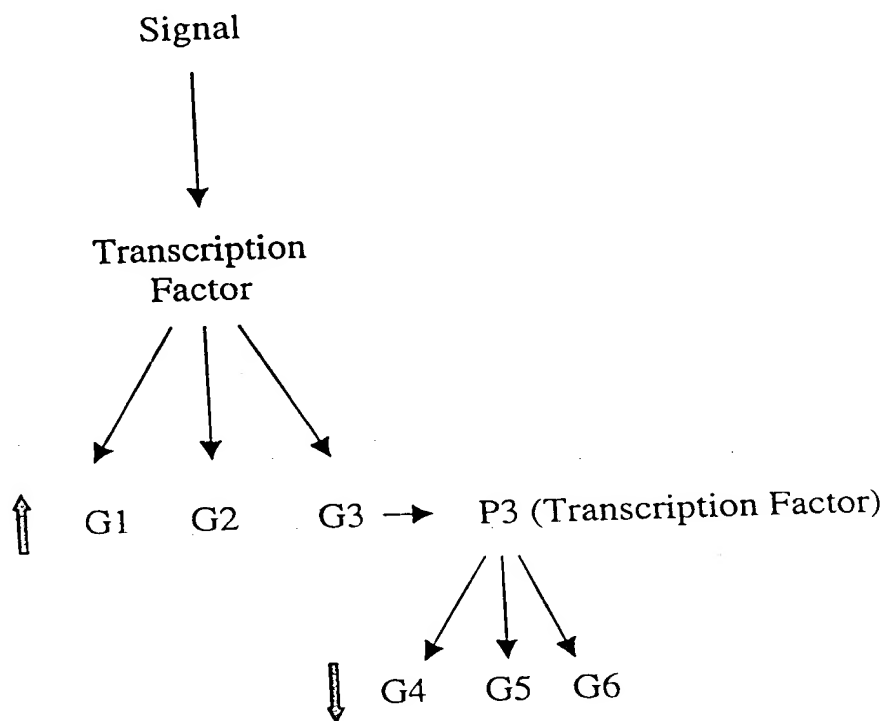 Signal
Transcription
Factor
G1 G2 G3 P3 (Transcription Factor)
G4 G5 G6